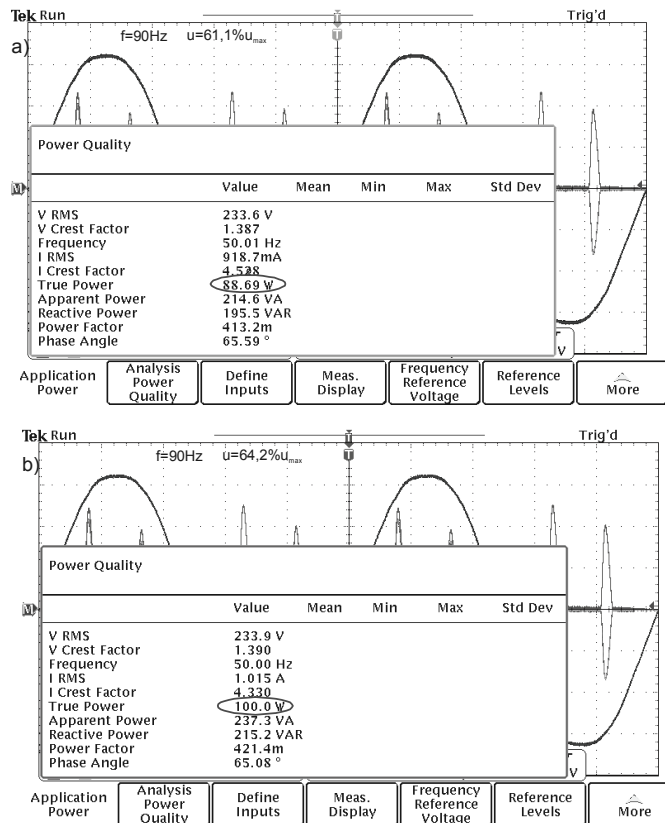 Tek Run Trig'd
f=90Hz u=61,1%umax
a)
T
T
Power Quality
Value Mean Min Max Std Dev
M
V RMS 233.6 V
V Crest Factor 1.387
Frequency 50.01 Hz
I RMS 918.7mA
I Crest Factor 4.528
True Power 88.69 W
Apparent Power 214.6 VA
Reactive Power 195.5 VAR
Power Factor 413.2m
Phase Angle 65.59 °
V
Application Power
Analysis Power Quality
Define Inputs
Meas. Display
Frequency Reference Voltage
Reference Levels
More
Tek Run Trig'd
f=90Hz u=64,2%umax
b)
T
T
Power Quality
Value Mean Min Max Std Dev
M
V RMS 233.9 V
V Crest Factor 1.390
Frequency 50.00 Hz
I RMS 1.015 A
I Crest Factor 4.330
True Power 100.0 W
Apparent Power 237.3 VA
Reactive Power 215.2 VAR
Power Factor 421.4m
Phase Angle 65.08 °
V
Application Power
Analysis Power Quality
Define Inputs
Meas. Display
Frequency Reference Voltage
Reference Levels
More